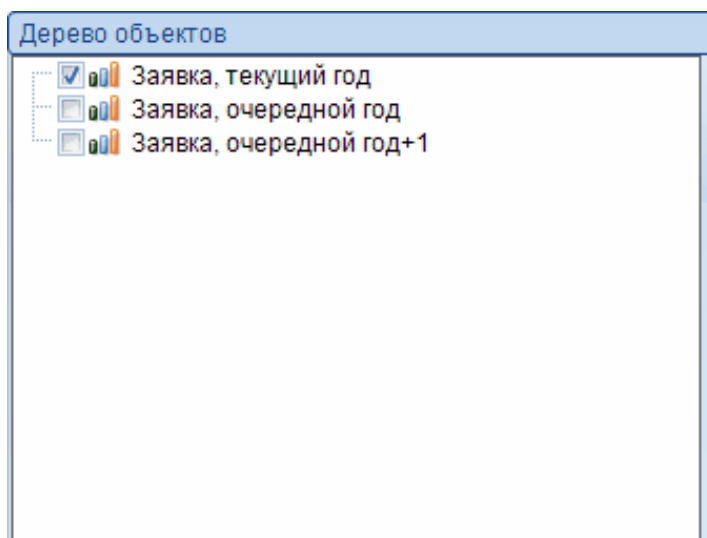 Дерево объектов
Заявка, текущий год
Заявка, очередной год
Заявка, очередной год+1